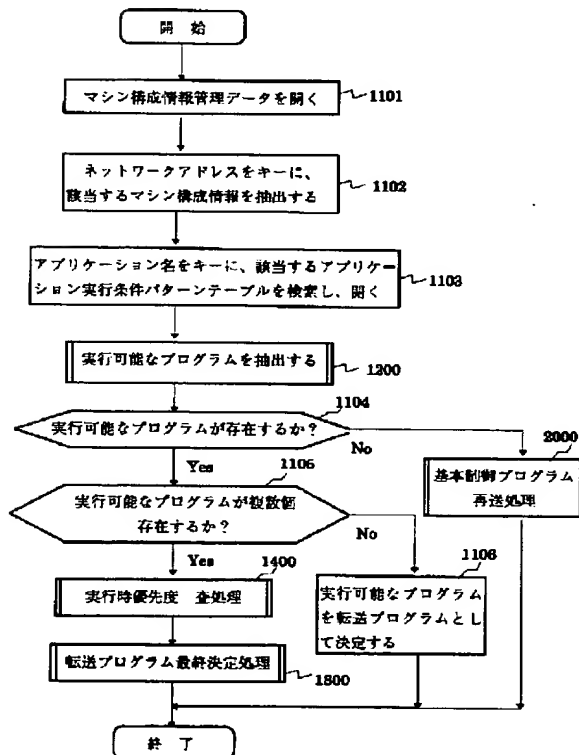 開 始
マシン構成情報管理データを開く
1101
ネットワークアドレスをキーに、
該当するマシン構成情報を抽出する
1102
アプリケーション名をキーに、該当するアプリケー
ション実行条件パターンテーブルを検索し、開く
1103
実行可能なプログラムを抽出する
1200
1104
実行可能なプログラムが存在するか?
No
Yes
2000
基本制御プログラム
再送処理
1105
実行可能なプログラムが複数個
存在するか?
No
Yes
1400
実行時優先度 査処理
1106
実行可能なプログラム
を転送プログラムとし
て決定する
転送プログラム最終決定処理
1800
終 了